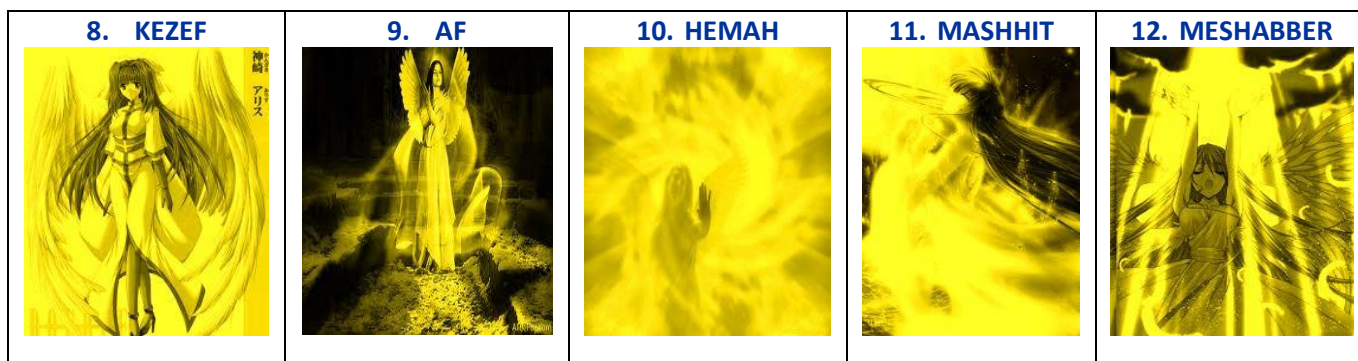 8. KEZEF
9. AF
10. HEMAH
11. MASHHIT
12. MESHABBER
神崎 アリス